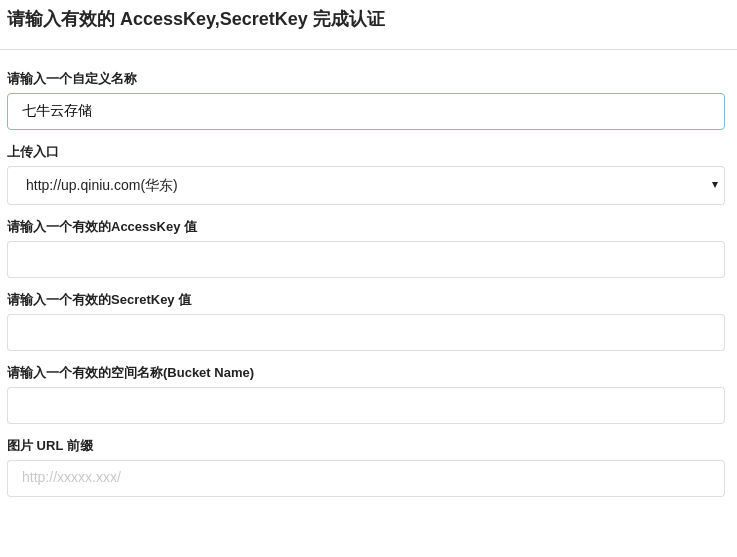 请输入有效的 AccessKey,SecretKey 完成认证
请输入一个自定义名称
七牛云存储
上传入口
http://up.qiniu.com(华东)
请输入一个有效的AccessKey 值
请输入一个有效的SecretKey 值
请输入一个有效的空间名称(Bucket Name)
图片 URL 前缀
http://xxxxx.xxx/